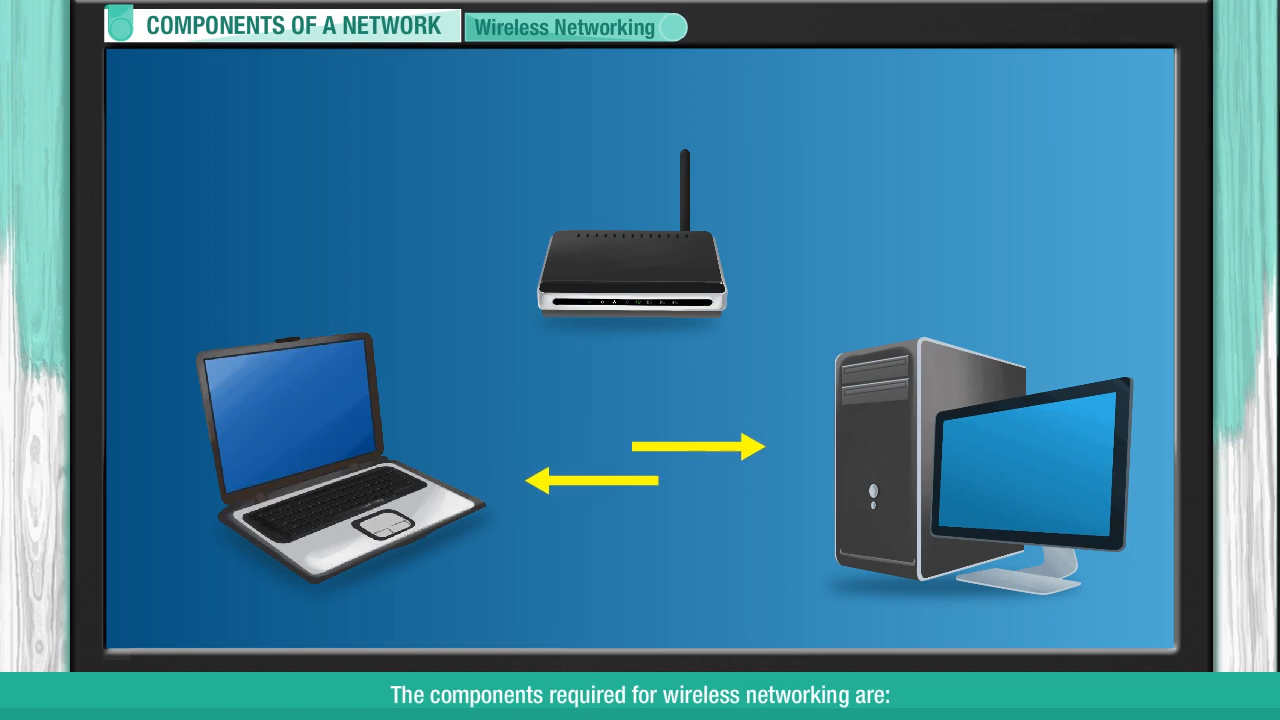 COMPONENTS OF A NETWORK
Wireless Networking
The components required for wireless networking are: